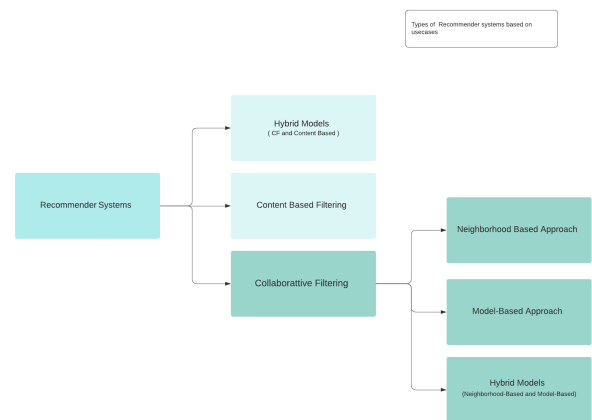 Types of Recommender systems based on
usecases
Hybrid Models
( CF and Content Based )
Recommender Systems
Content Based Filtering
Collaborattive Filtering
Neighborhood Based Approach
Model-Based Approach
Hybrid Models
(Neighborhood-Based and Model-Based)